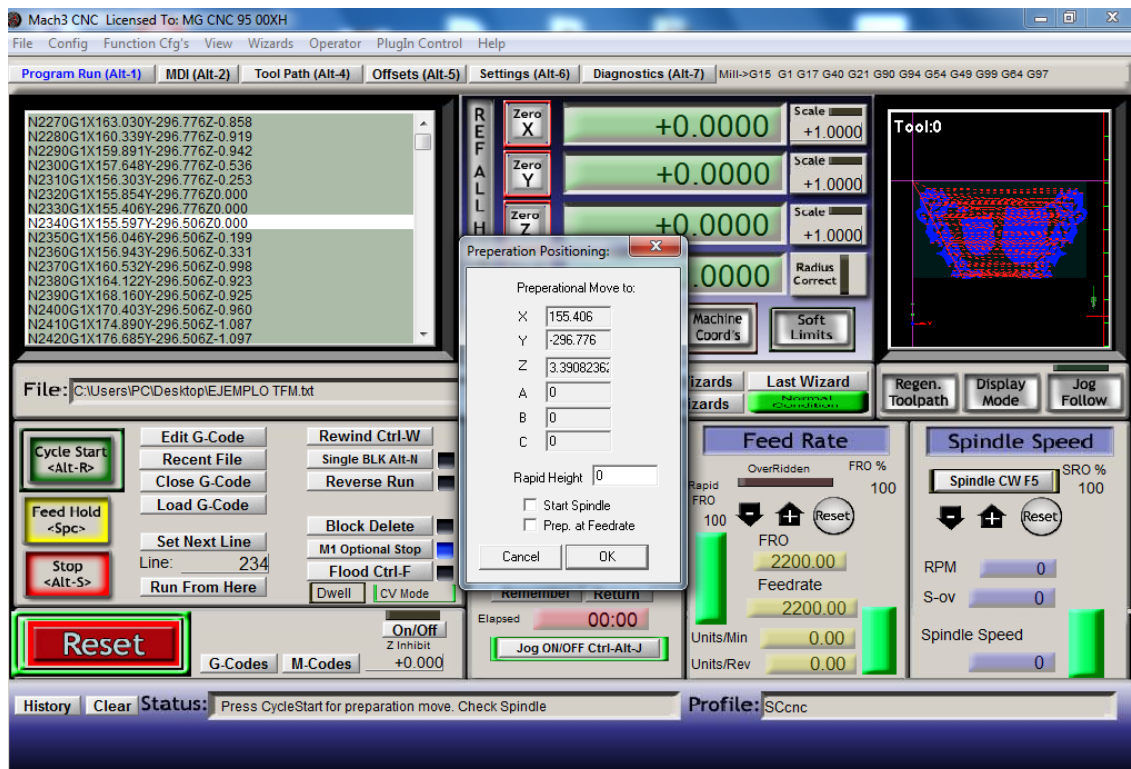 Mach3 CNC Licensed To: MG CNC 95 00XH
File Config Function Cfg's View Wizards Operator PlugIn Control Help
Program Run (Alt-1) MDI (Alt-2) Tool Path (Alt-4) Offsets (Alt-5) Settings (Alt-6) Diagnostics (Alt-7) Mill->G15 G1 G17 G40 G21 G90 G94 G54 G49 G99 G64 G97
N2270G1X163.030Y-296.776Z-0.858
N2280G1X160.339Y-296.776Z-0.919
N2290G1X159.891Y-296.776Z-0.942
N2300G1X157.648Y-296.776Z-0.536
N2310G1X156.303Y-296.776Z-0.253
N2320G1X155.854Y-296.776Z0.000
N2330G1X155.406Y-296.776Z0.000
N2340G1X155.597Y-296.506Z0.000
N2350G1X156.046Y-296.506Z-0.199
N2360G1X156.943Y-296.506Z-0.331
N2370G1X160.532Y-296.506Z-0.998
N2380G1X164.122Y-296.506Z-0.923
N2390G1X168.160Y-296.506Z-0.925
N2400G1X170.403Y-296.506Z-0.960
N2410G1X174.890Y-296.506Z-1.087
N2420G1X176.685Y-296.506Z-1.097
REF ALL H
Zero X +0.0000 Scale +1.0000
Zero Y +0.0000 Scale +1.0000
Zero Z +0.0000 Scale +1.0000
.0000 Radius Correct
Machine Coord's Soft Limits
Tool:0
Preperation Positioning:
Preperational Move to:
X 155.406
Y -296.776
Z 3.39082362
A 0
B 0
C 0
Rapid Height 0
Start Spindle
Prep. at Feedrate
Cancel OK
File: C:\Users\PC\Desktop\EJEMPLO TFM.txt
izards Last Wizard
izards Normal Condition
Regen. Toolpath Display Mode Jog Follow
Cycle Start <Alt-R>
Feed Hold <Spc>
Stop <Alt-S>
Edit G-Code
Recent File
Close G-Code
Load G-Code
Set Next Line
Line: 234
Run From Here
Rewind Ctrl-W
Single BLK Alt-N
Reverse Run
Block Delete
M1 Optional Stop
Flood Ctrl-F
Dwell CV Mode
Reset
G-Codes M-Codes
On/Off
Z Inhibit
+0.000
Remember Return
Elapsed 00:00
Jog ON/OFF Ctrl-Alt-J
Feed Rate
OverRidden FRO %
100
Rapid FRO
100
Reset
FRO
2200.00
Feedrate
2200.00
Units/Min 0.00
Units/Rev 0.00
Spindle Speed
Spindle CW F5 SRO %
100
Reset
RPM 0
S-ov 0
Spindle Speed
0
History Clear Status: Press CycleStart for preparation move. Check Spindle Profile: SCcnc